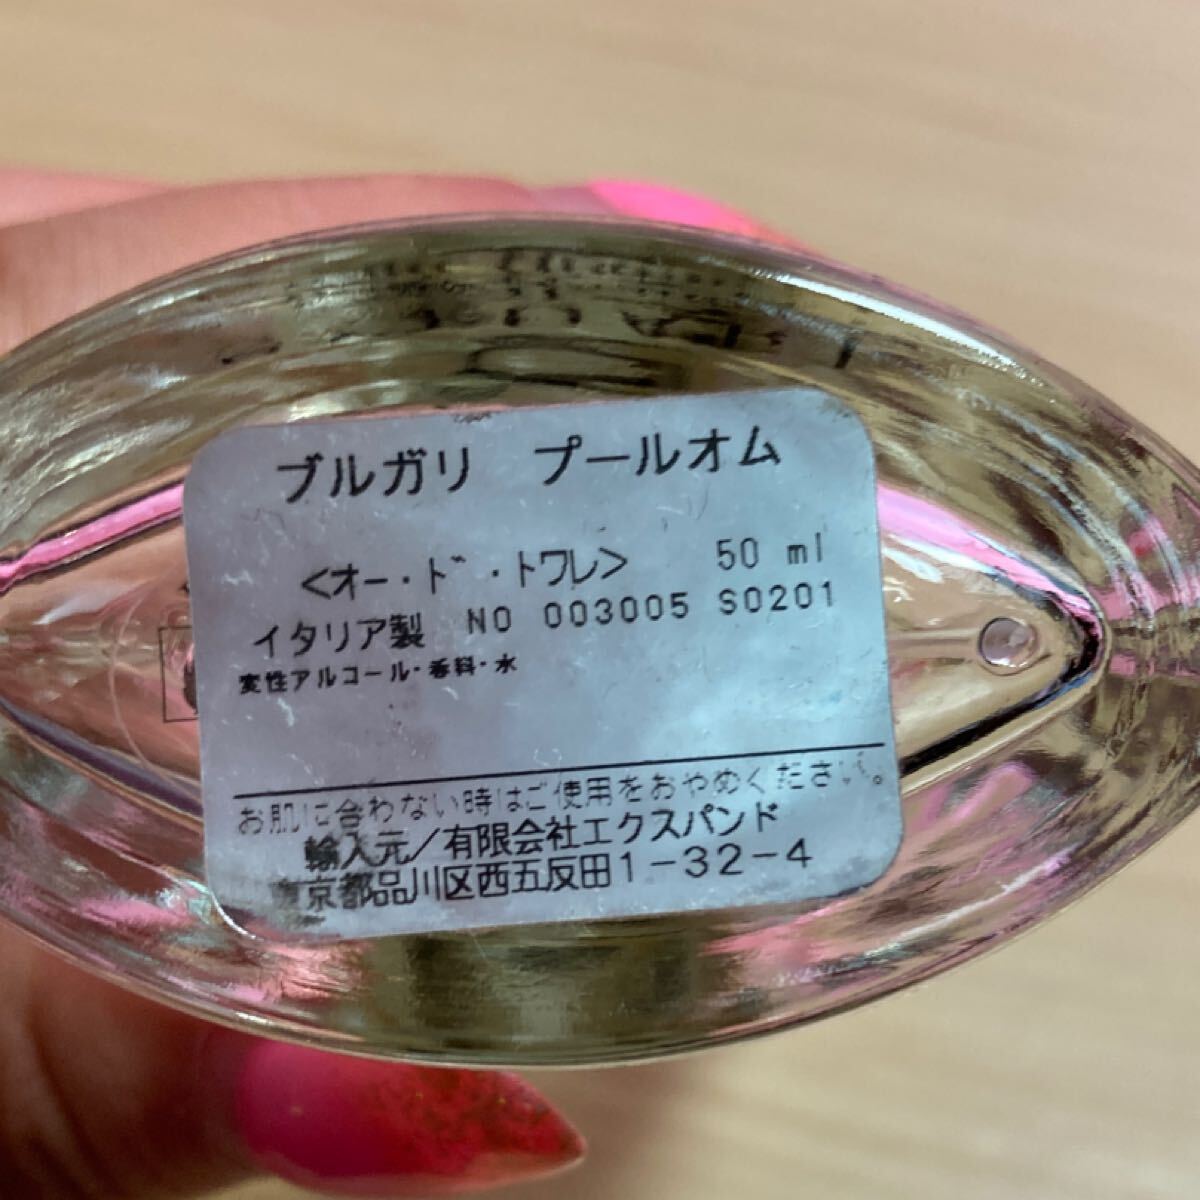 ブルガリ　プールオム
<オー・ド・トワレ>　50 ml
イタリア製　NO 003005 S0201
変性アルコール・香料・水
お肌に合わない時はご使用をおやめください。
輸入元/有限会社エクスパンド
東京都品川区西五反田1-32-4